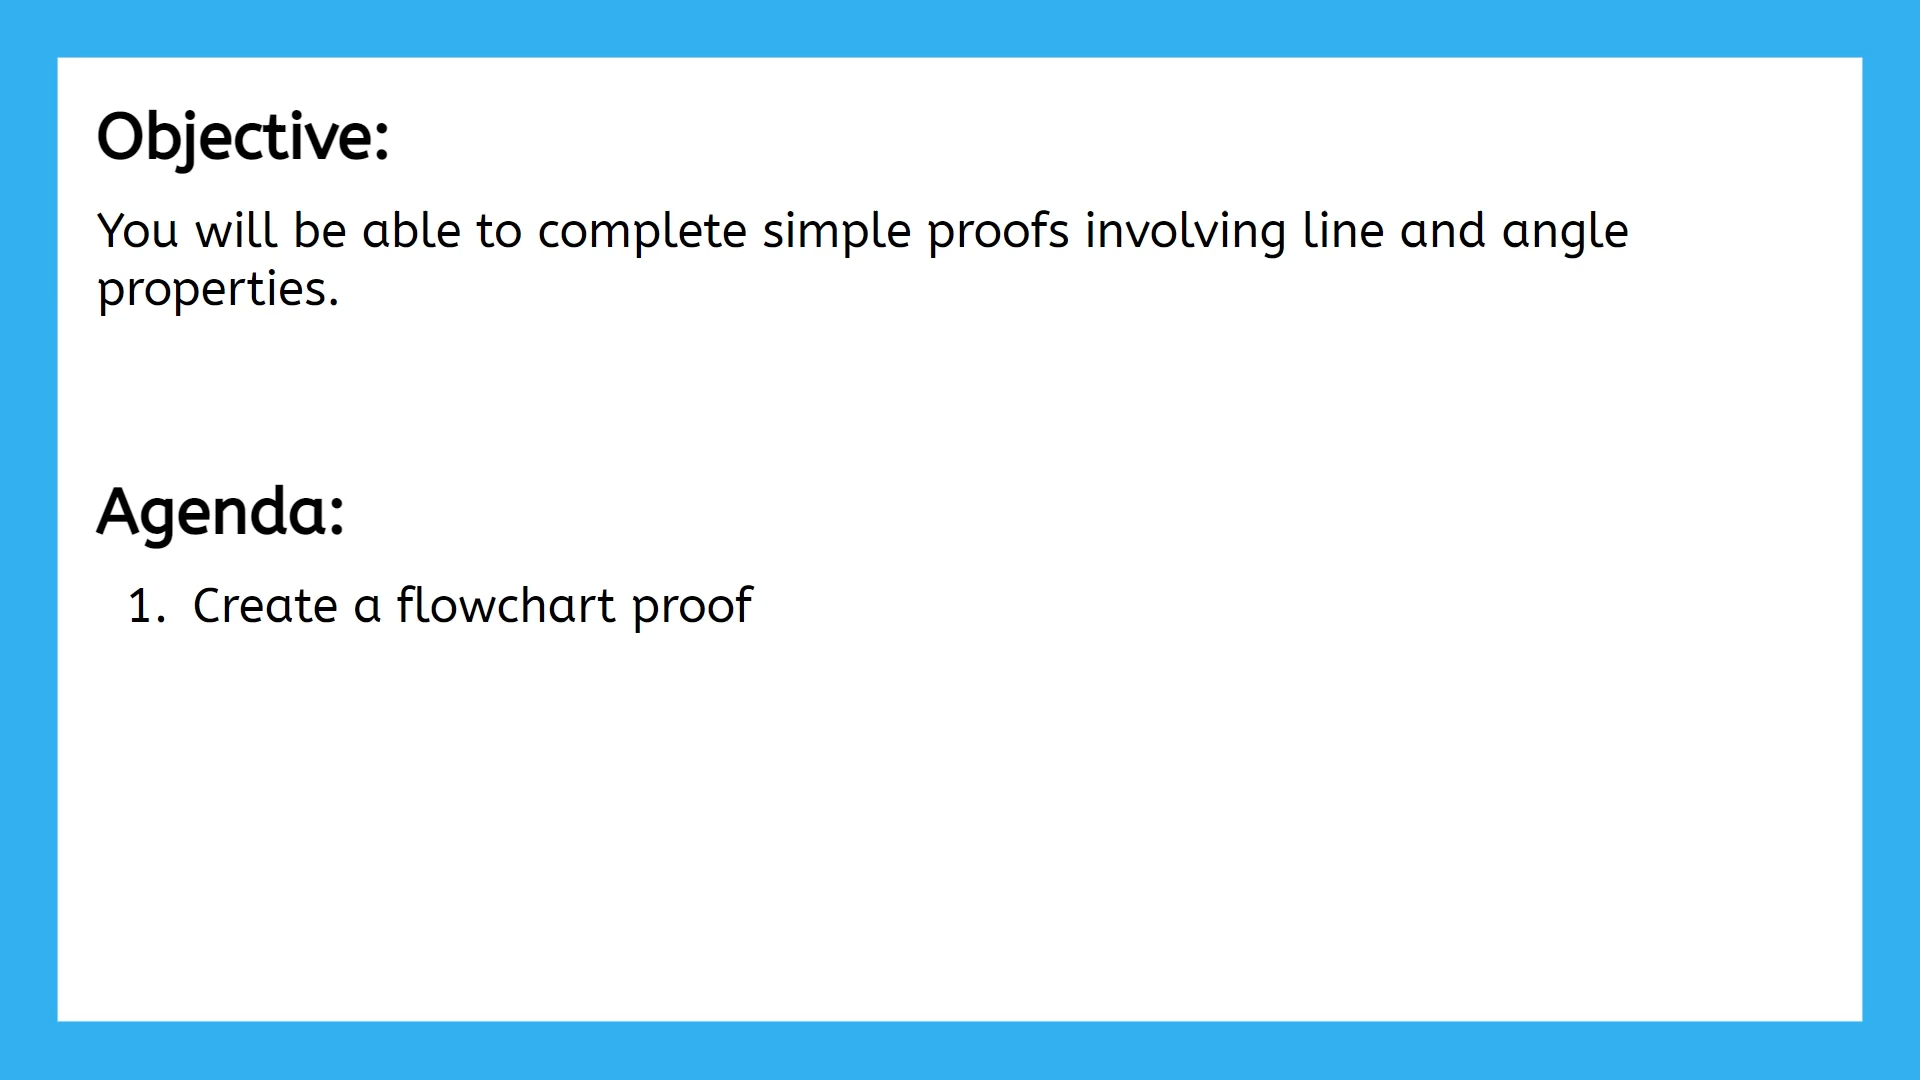 Objective:
You will be able to complete simple proofs involving line and angle
properties.
Agenda:
1. Create a flowchart proof